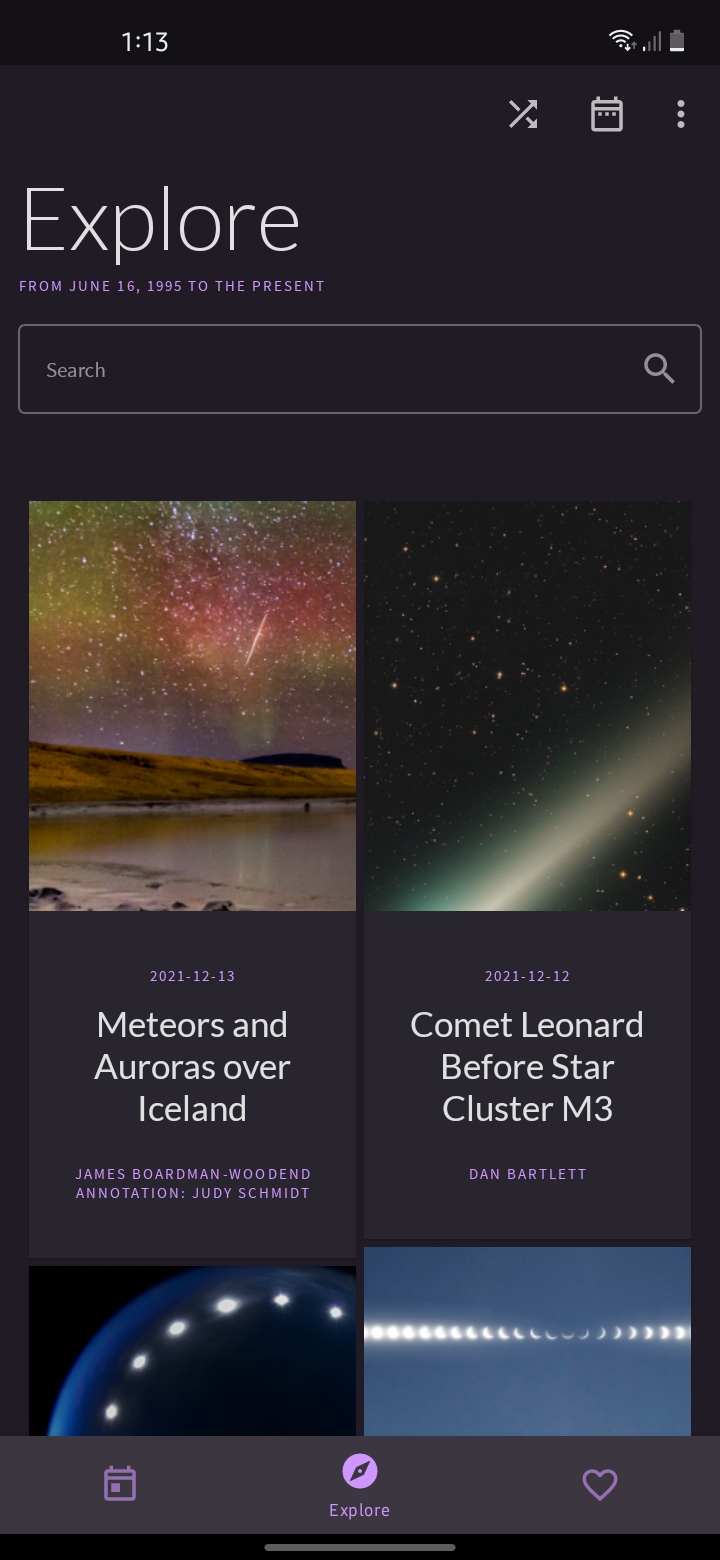 1:13
Explore
FROM JUNE 16, 1995 TO THE PRESENT
Search
2021-12-13
Meteors and
Auroras over
Iceland
JAMES BOARDMAN-WOODEND
ANNOTATION: JUDY SCHMIDT
2021-12-12
Comet Leonard
Before Star
Cluster M3
DAN BARTLETT
Explore